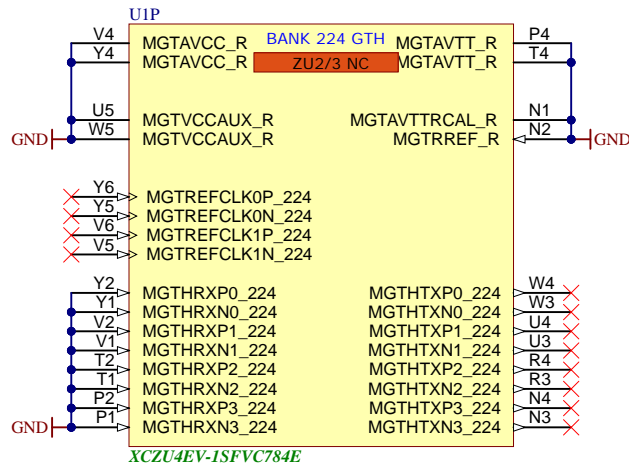 U1P
BANK 224 GTH
ZU2/3 NC
V4 MGTAVCC_R MGTAVTT_R P4
Y4 MGTAVCC_R MGTAVTT_R T4
U5 MGTVCCAUX_R MGTAVTTRCAL_R N1
GND W5 MGTVCCAUX_R MGTRREF_R N2 GND
Y6 MGTREFCLK0P_224
Y5 MGTREFCLK0N_224
V6 MGTREFCLK1P_224
V5 MGTREFCLK1N_224
Y2 MGTHRXP0_224 MGTHTXP0_224 W4
Y1 MGTHRXN0_224 MGTHTXN0_224 W3
V2 MGTHRXP1_224 MGTHTXP1_224 U4
V1 MGTHRXN1_224 MGTHTXN1_224 U3
T2 MGTHRXP2_224 MGTHTXP2_224 R4
T1 MGTHRXN2_224 MGTHTXN2_224 R3
P2 MGTHRXP3_224 MGTHTXP3_224 N4
GND P1 MGTHRXN3_224 MGTHTXN3_224 N3
XCZU4EV-1SFVC784E